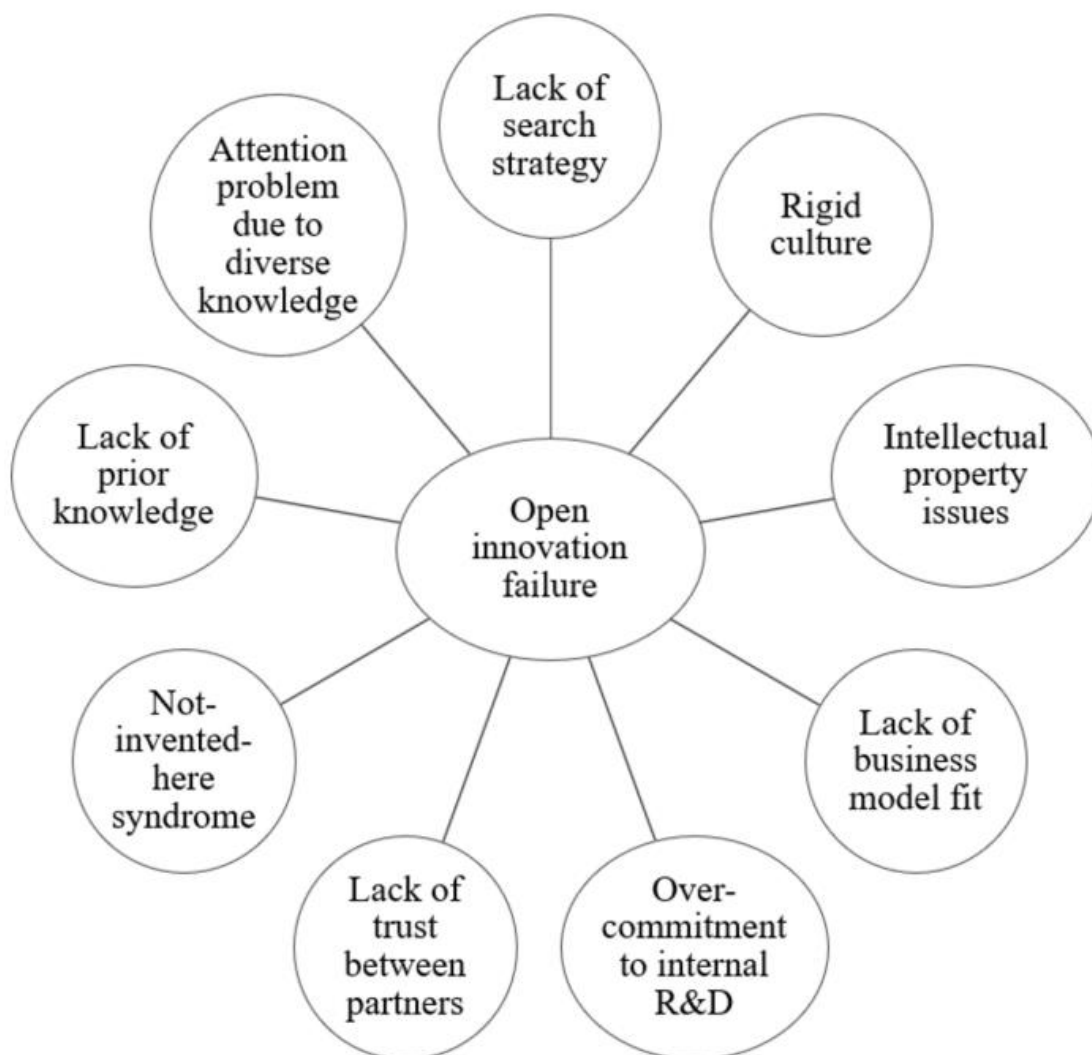 Lack of
search
strategy
Attention
problem
due to
diverse
knowledge
Rigid
culture
Lack of
prior
knowledge
Intellectual
property
issues
Open
innovation
failure
Not-
invented-
here
syndrome
Lack of
business
model fit
Lack of
trust
between
partners
Over-
commitment
to internal
R&D